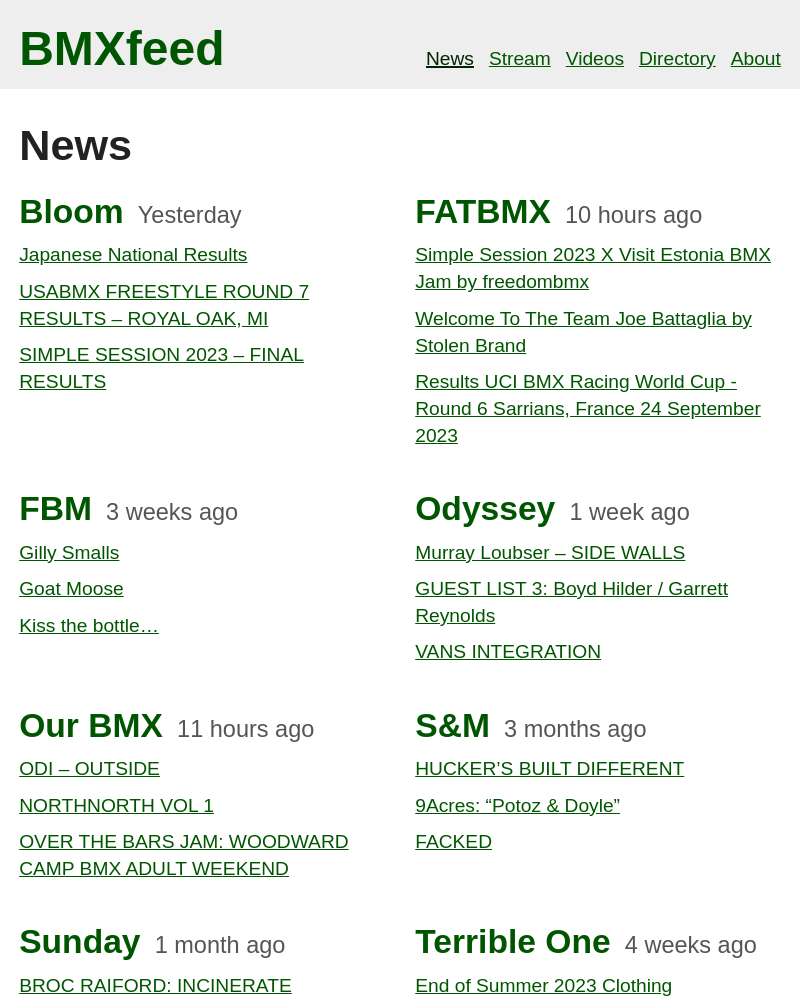 BMXfeed
News Stream Videos Directory About
News
Bloom Yesterday
Japanese National Results
USABMX FREESTYLE ROUND 7
RESULTS – ROYAL OAK, MI
SIMPLE SESSION 2023 – FINAL
RESULTS
FATBMX 10 hours ago
Simple Session 2023 X Visit Estonia BMX
Jam by freedombmx
Welcome To The Team Joe Battaglia by
Stolen Brand
Results UCI BMX Racing World Cup -
Round 6 Sarrians, France 24 September
2023
FBM 3 weeks ago
Gilly Smalls
Goat Moose
Kiss the bottle…
Odyssey 1 week ago
Murray Loubser – SIDE WALLS
GUEST LIST 3: Boyd Hilder / Garrett
Reynolds
VANS INTEGRATION
Our BMX 11 hours ago
ODI – OUTSIDE
NORTHNORTH VOL 1
OVER THE BARS JAM: WOODWARD
CAMP BMX ADULT WEEKEND
S&M 3 months ago
HUCKER’S BUILT DIFFERENT
9Acres: “Potoz & Doyle”
FACKED
Sunday 1 month ago
BROC RAIFORD: INCINERATE
Terrible One 4 weeks ago
End of Summer 2023 Clothing